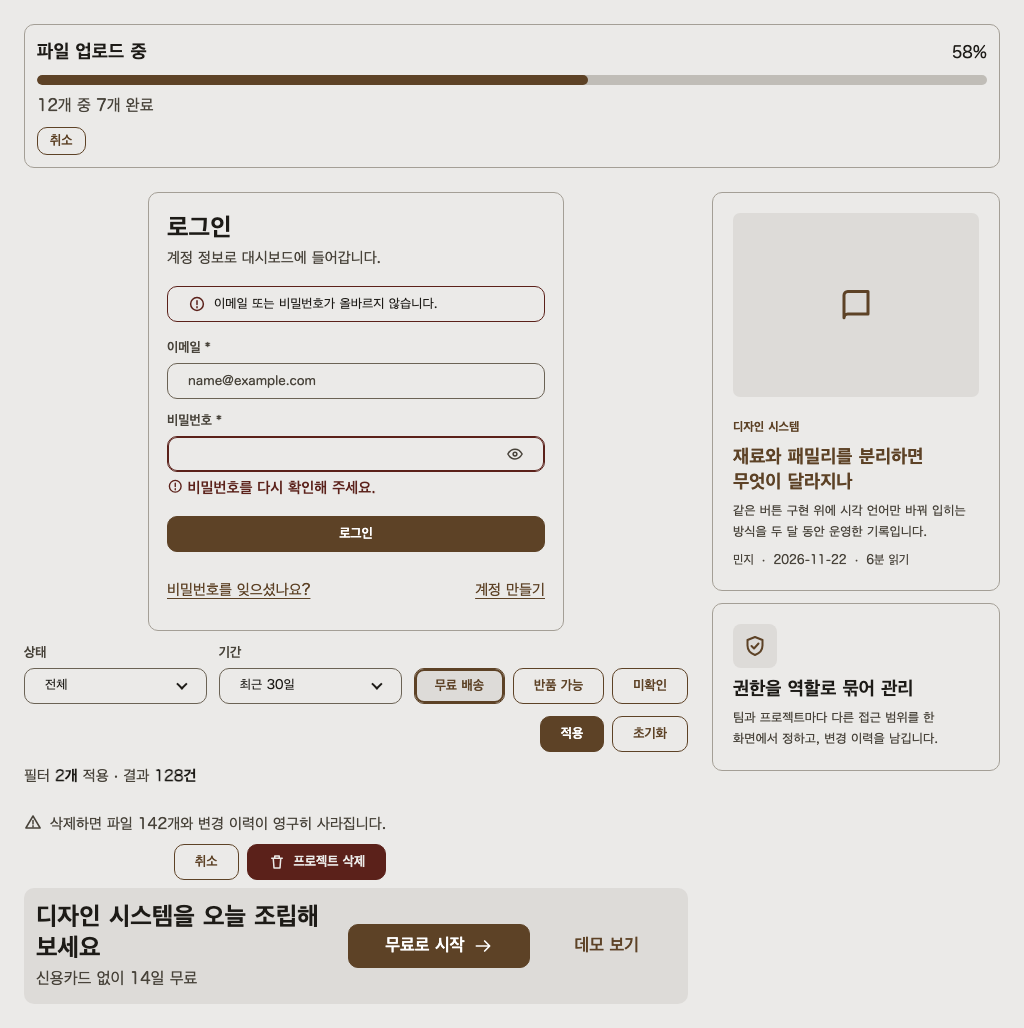 파일 업로드 중
58%
12개 중 7개 완료
취소
로그인
계정 정보로 대시보드에 들어갑니다.
이메일 또는 비밀번호가 올바르지 않습니다.
이메일 *
name@example.com
비밀번호 *
비밀번호를 다시 확인해 주세요.
로그인
비밀번호를 잊으셨나요?
계정 만들기
디자인 시스템
재료와 패밀리를 분리하면
무엇이 달라지나
같은 버튼 구현 위에 시각 언어만 바꿔 입히는
방식을 두 달 동안 운영한 기록입니다.
민지 · 2026-11-22 · 6분 읽기
권한을 역할로 묶어 관리
팀과 프로젝트마다 다른 접근 범위를 한
화면에서 정하고, 변경 이력을 남깁니다.
상태
전체
기간
최근 30일
무료 배송
반품 가능
미확인
적용
초기화
필터 2개 적용 · 결과 128건
삭제하면 파일 142개와 변경 이력이 영구히 사라집니다.
취소
프로젝트 삭제
디자인 시스템을 오늘 조립해
보세요
신용카드 없이 14일 무료
무료로 시작
데모 보기